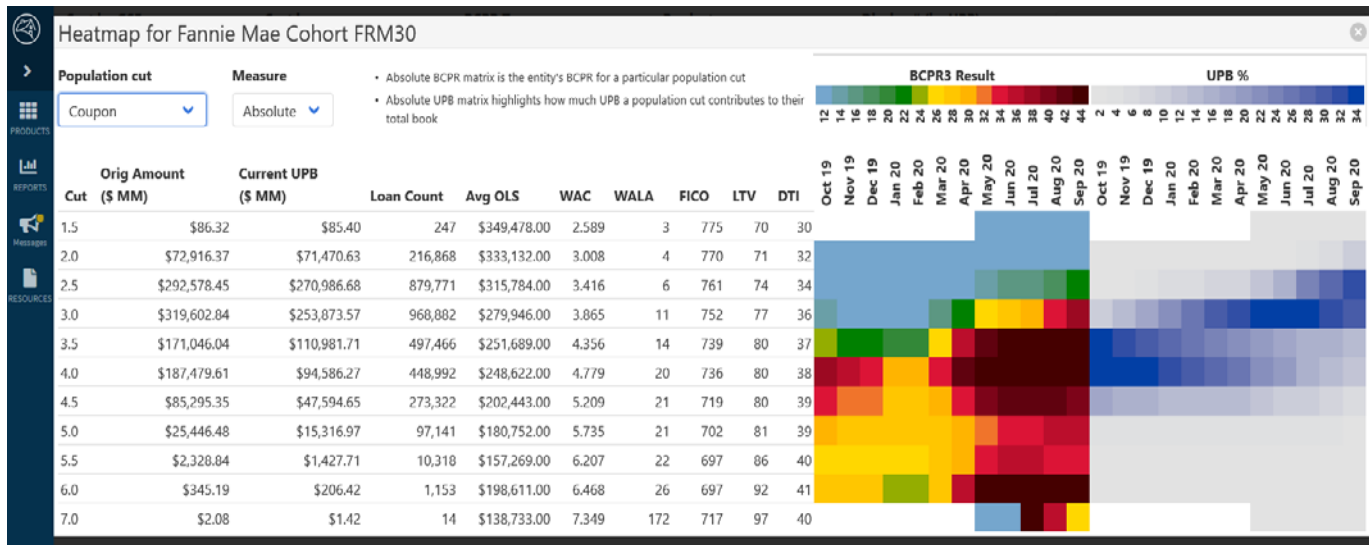 Heatmap for Fannie Mae Cohort FRM30
PRODUCTS
REPORTS
Messages
RESOURCES
Population cut
Measure
Coupon
Absolute
• Absolute BCPR matrix is the entity's BCPR for a particular population cut
• Absolute UPB matrix highlights how much UPB a population cut contributes to their
total book
BCPR3 Result
UPB %
12 14 16 18 20 22 24 26 28 30 32 34 36 38 40 42 44
2 4 6 8 10 12 14 16 18 20 22 24 26 28 30 32 34
Cut Orig Amount ($ MM) Current UPB ($ MM) Loan Count Avg OLS WAC WALA FICO LTV DTI
Oct 19 Nov 19 Dec 19 Jan 20 Feb 20 Mar 20 Apr 20 May 20 Jun 20 Jul 20 Aug 20 Sep 20
Oct 19 Nov 19 Dec 19 Jan 20 Feb 20 Mar 20 Apr 20 May 20 Jun 20 Jul 20 Aug 20 Sep 20
1.5 $86.32 $85.40 247 $349,478.00 2.589 3 775 70 30
2.0 $72,916.37 $71,470.63 216,868 $333,132.00 3.008 4 770 71 32
2.5 $292,578.45 $270,986.68 879,771 $315,784.00 3.416 6 761 74 34
3.0 $319,602.84 $253,873.57 968,882 $279,946.00 3.865 11 752 77 36
3.5 $171,046.04 $110,981.71 497,466 $251,689.00 4.356 14 739 80 37
4.0 $187,479.61 $94,586.27 448,992 $248,622.00 4.779 20 736 80 38
4.5 $85,295.35 $47,594.65 273,322 $202,443.00 5.209 21 719 80 39
5.0 $25,446.48 $15,316.97 97,141 $180,752.00 5.735 21 702 81 39
5.5 $2,328.84 $1,427.71 10,318 $157,269.00 6.207 22 697 86 40
6.0 $345.19 $206.42 1,153 $198,611.00 6.468 26 697 92 41
7.0 $2.08 $1.42 14 $138,733.00 7.349 172 717 97 40